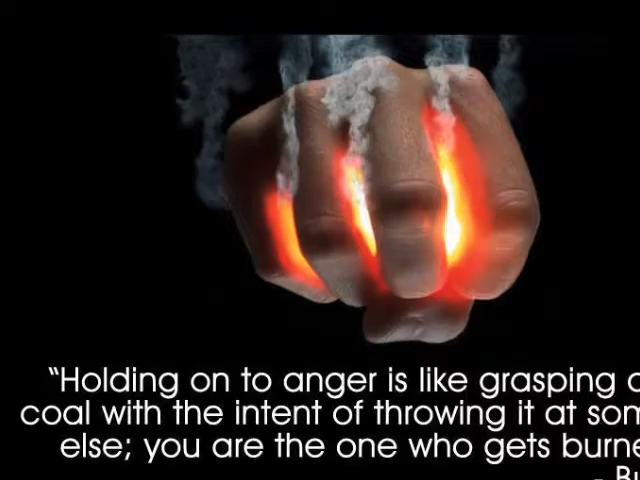 “Holding on to anger is like grasping
coal with the intent of throwing it at
else; you are the one who gets
-